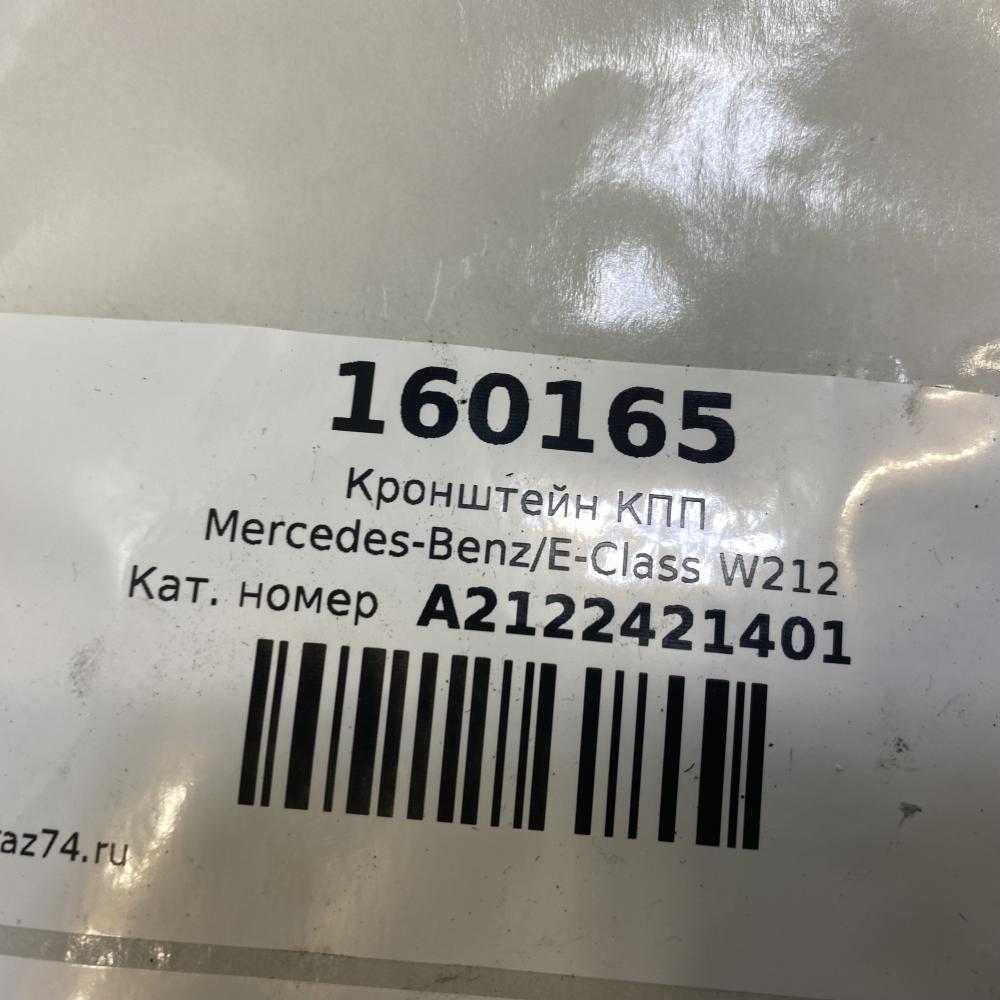 160165
Кронштейн КПП
Mercedes-Benz/E-Class W212
Кат. номер A2122421401
az74.ru